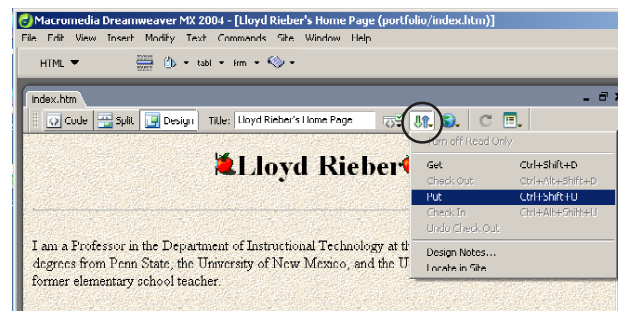 Macromedia Dreamweaver MX 2004 - [Lloyd Rieber's Home Page (portfolio/index.htm)]
File Edit View Insert Modify Text Commands Site Window Help
HTML tabl frm
index.htm
Code Split Design Title: Lloyd Rieber's Home Page
Turn off Read Only
Get Ctrl+Shift+D
Check Out Ctrl+Alt+Shift+D
Put Ctrl+Shift+U
Check In Ctrl+Alt+Shift+U
Undo Check Out
Design Notes...
Locate in Site
Lloyd Rieber
I am a Professor in the Department of Instructional Technology at th
degrees from Penn State, the University of New Mexico, and the U
former elementary school teacher.